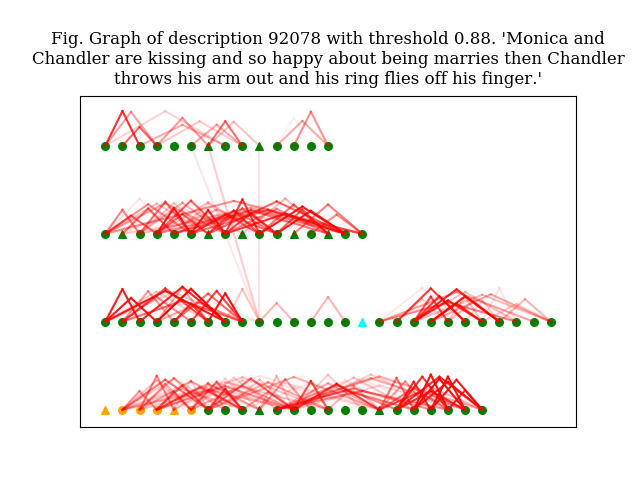 Fig. Graph of description 92078 with threshold 0.88. 'Monica and
Chandler are kissing and so happy about being marries then Chandler
throws his arm out and his ring flies off his finger.'